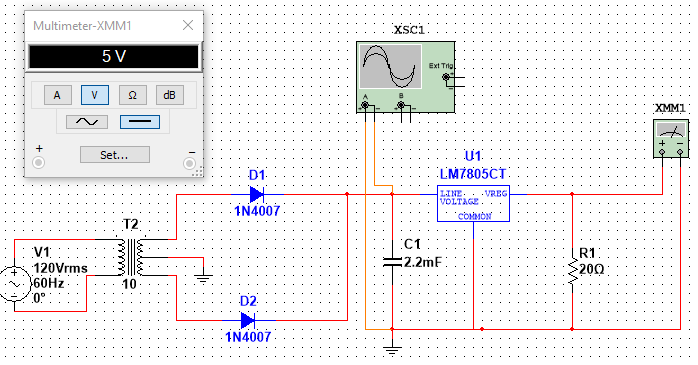 Multimeter-XMM1
5 V
A
V
Ω
dB
+
−
Set...
XSC1
Ext Trig
+
−
A
B
+
−
+
−
XMM1
+
−
U1
LM7805CT
LINE VREG
VOLTAGE
COMMON
D1
1N4007
T2
10
V1
120Vrms
60Hz
0°
+
−
C1
2.2mF
R1
20Ω
D2
1N4007